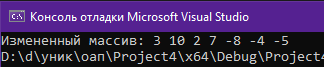 Консоль отладки Microsoft Visual Studio
Измененный массив: 3 10 2 7 -8 -4 -5
D:\d\уник\оап\Project4\x64\Debug\Project4